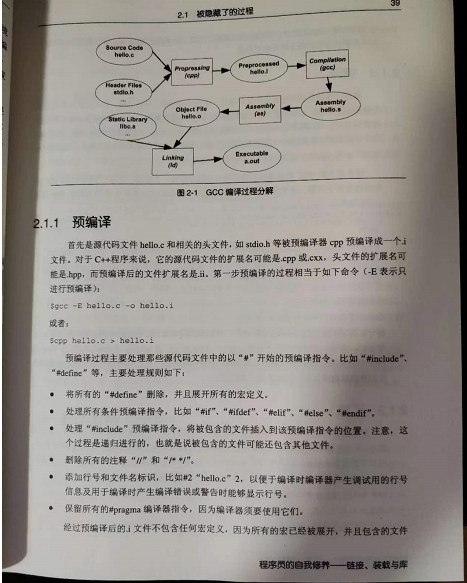 2.1 被隐藏了的过程
39
Source Code
hello.c
Header Files
stdio.h
...
Static Library
libc.a
...
Propressing
(cpp)
Preprocessed
hello.i
Compilation
(gcc)
Object File
hello.o
Assembly
(as)
Assembly
hello.s
Linking
(ld)
Executable
a.out
图 2-1 GCC 编译过程分解
2.1.1 预编译
首先是源代码文件 hello.c 和相关的头文件，如 stdio.h 等被预编译器 cpp 预编译成一个.i
文件。对于 C++程序来说，它的源代码文件的扩展名可能是.cpp 或.cxx，头文件的扩展名可
能是.hpp，而预编译后的文件扩展名是.ii。第一步预编译的过程相当于如下命令（-E 表示只
进行预编译）：
$gcc -E hello.c -o hello.i
或者：
$cpp hello.c > hello.i
预编译过程主要处理那些源代码文件中的以“#”开始的预编译指令。比如“#include”、
“#define”等，主要处理规则如下：
• 将所有的“#define”删除，并且展开所有的宏定义。
• 处理所有条件预编译指令，比如“#if”、“#ifdef”、“#elif”、“#else”、“#endif”。
• 处理“#include”预编译指令，将被包含的文件插入到该预编译指令的位置。注意，这
个过程是递归进行的，也就是说被包含的文件可能还包含其他文件。
• 删除所有的注释“//”和“/* */”。
• 添加行号和文件名标识，比如#2“hello.c”2，以便于编译时编译器产生调试用的行号
信息及用于编译时产生编译错误或警告时能够显示行号。
• 保留所有的#pragma 编译器指令，因为编译器须要使用它们。
经过预编译后的.i 文件不包含任何宏定义，因为所有的宏已经被展开，并且包含的文件
程序员的自我修养——链接、装载与库